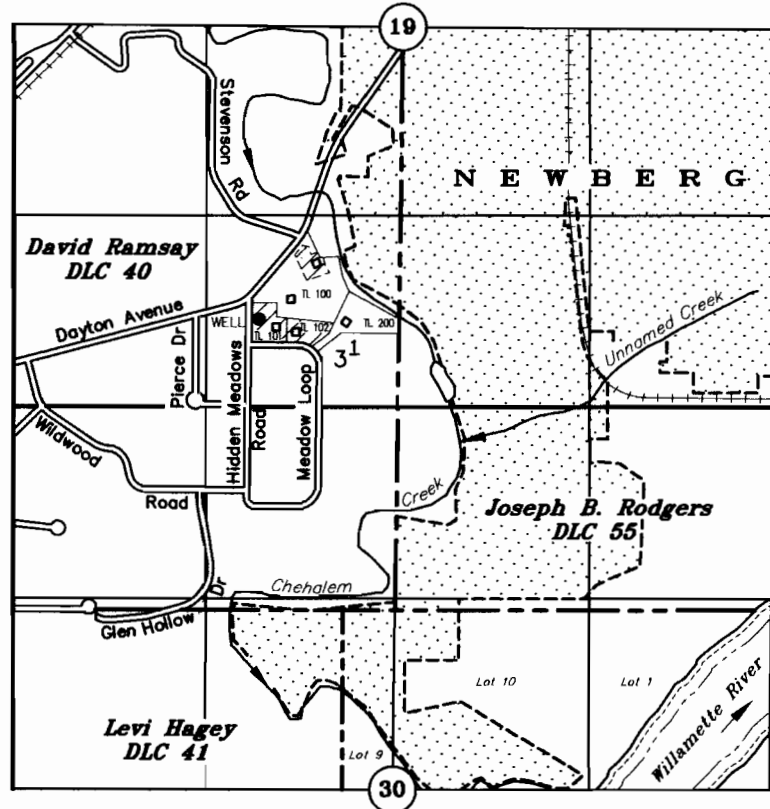 19
Stevenson Rd
NEWBERG
David Ramsay
DLC 40
TL 100
Dayton Avenue
WELL
TL 101
TL 102
TL 200
Unnamed Creek
3¹
Pierce Dr
Hidden Meadows
Road
Meadow Loop
Wildwood
Road
Creek
Joseph B. Rodgers
DLC 55
Chehalem
Dr
Glen Hollow
Lot 10
Lot 1
Levi Hagey
DLC 41
Lot 9
Willamette River
30